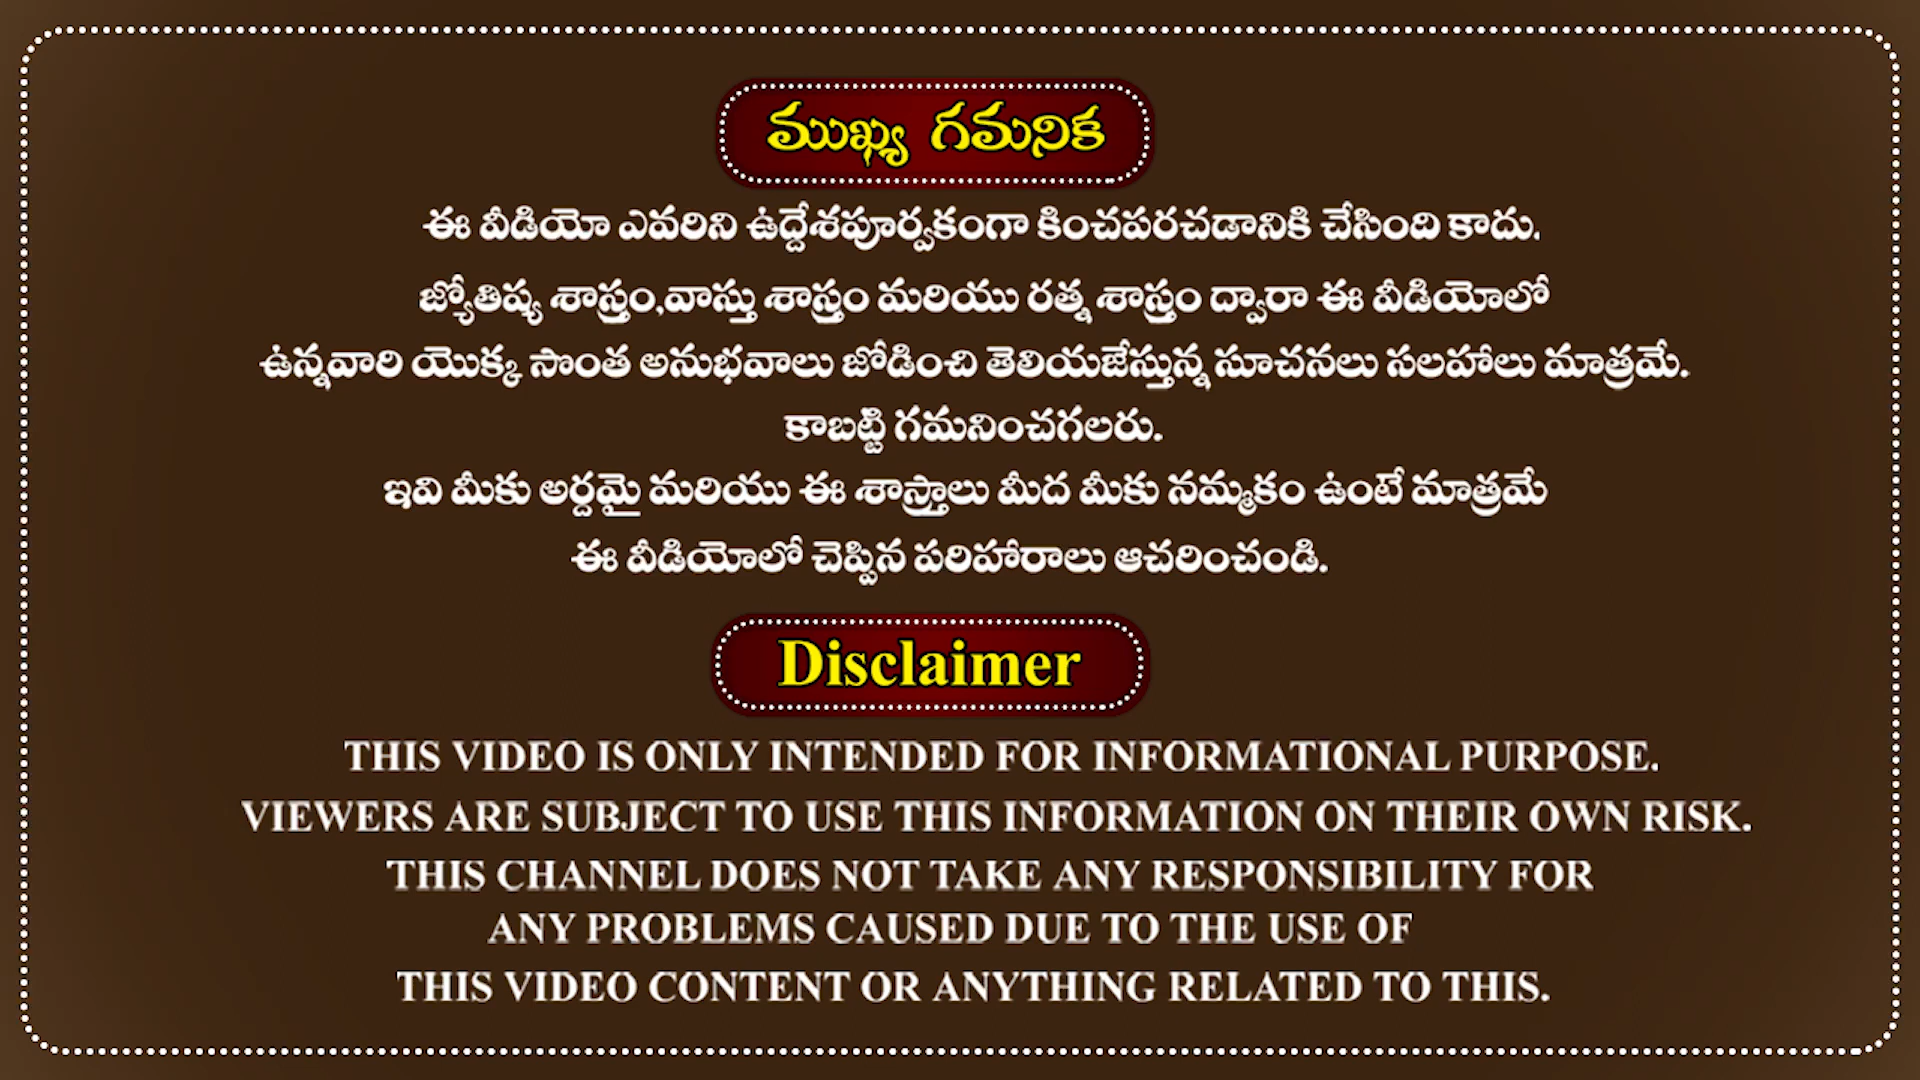 ముఖ్య గమనిక
ఈ వీడియో ఎవరిని ఉద్దేశపూర్వకంగా కించపరచడానికి చేసింది కాదు.
జ్యోతిష్య శాస్త్రం,వాస్తు శాస్త్రం మరియు రత్న శాస్త్రం ద్వారా ఈ వీడియోలో
ఉన్నవారి యొక్క సొంత అనుభవాలు జోడించి తెలియజేస్తున్న సూచనలు సలహాలు మాత్రమే.
కాబట్టి గమనించగలరు.
ఇవి మీకు అర్దమై మరియు ఈ శాస్త్రాలు మీద మీకు నమ్మకం ఉంటే మాత్రమే
ఈ వీడియోలో చెప్పిన పరిహారాలు ఆచరించండి.
Disclaimer
THIS VIDEO IS ONLY INTENDED FOR INFORMATIONAL PURPOSE.
VIEWERS ARE SUBJECT TO USE THIS INFORMATION ON THEIR OWN RISK.
THIS CHANNEL DOES NOT TAKE ANY RESPONSIBILITY FOR
ANY PROBLEMS CAUSED DUE TO THE USE OF
THIS VIDEO CONTENT OR ANYTHING RELATED TO THIS.